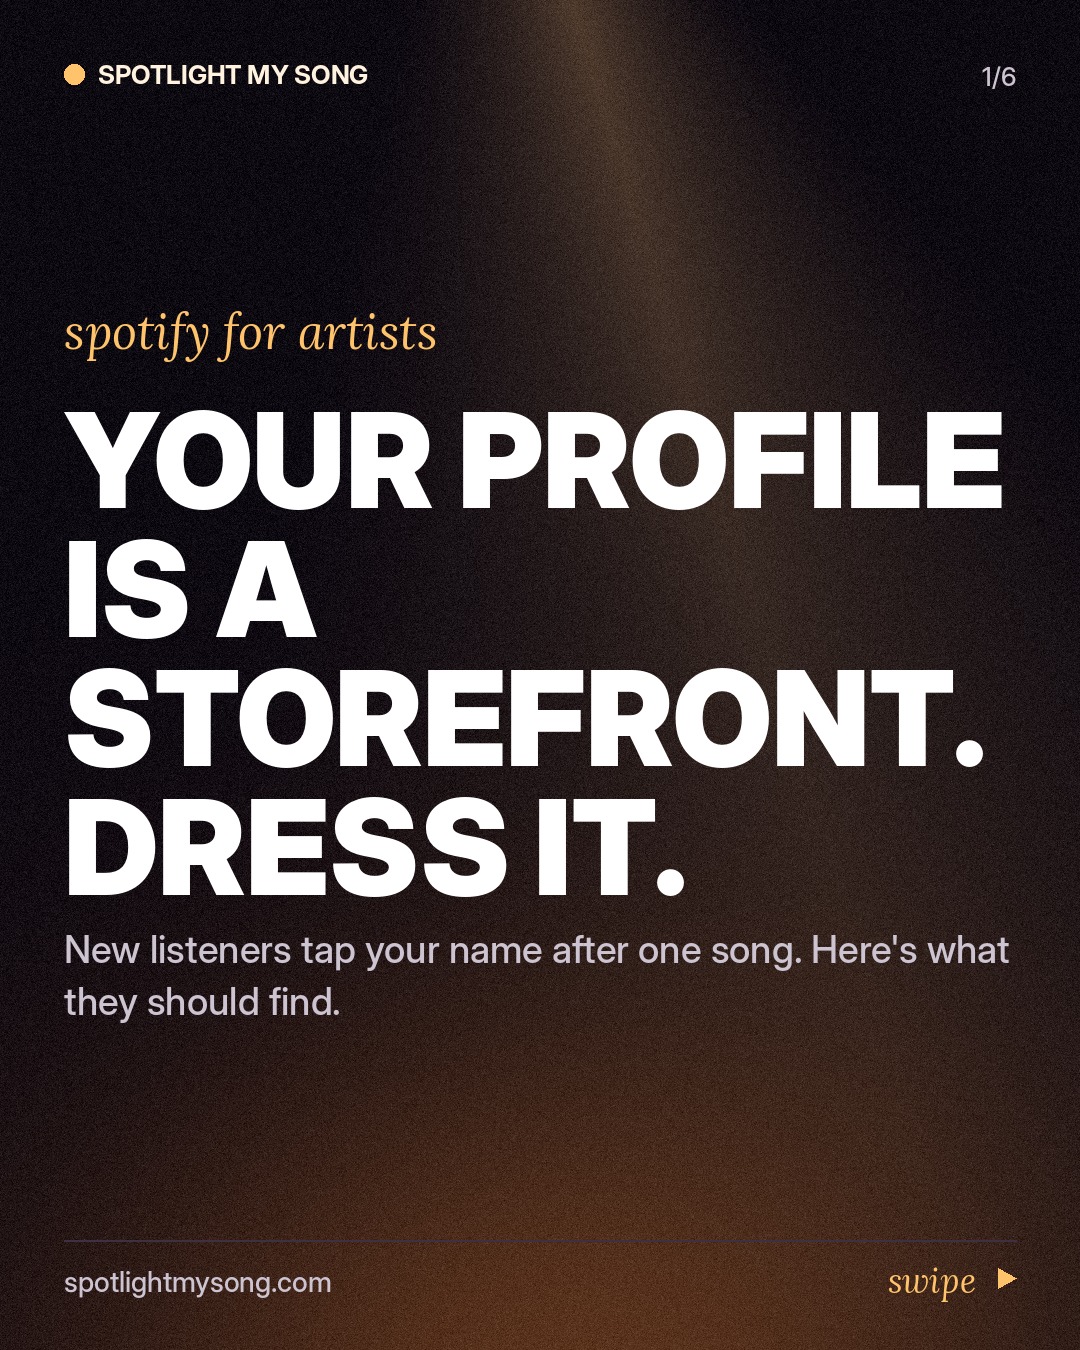 SPOTLIGHT MY SONG
1/6
spotify for artists
YOUR PROFILE
IS A
STOREFRONT.
DRESS IT.
New listeners tap your name after one song. Here's what
they should find.
spotlightmysong.com
swipe